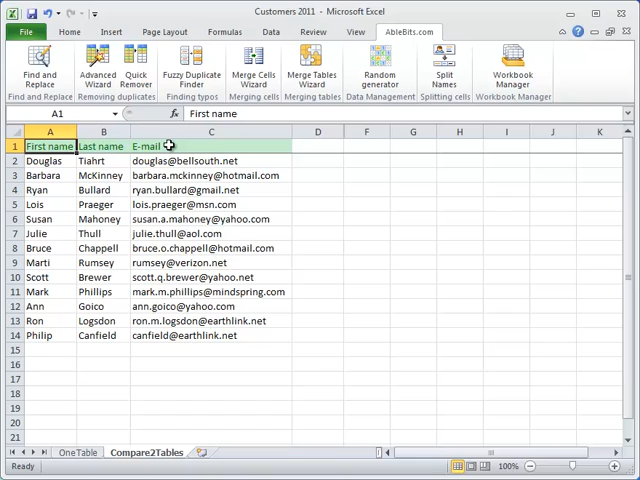 Customers 2011 - Microsoft Excel
File Home Insert Page Layout Formulas Data Review View AbleBits.com
Find and Replace
Advanced Wizard
Quick Remover
Fuzzy Duplicate Finder
Merge Cells Wizard
Merge Tables Wizard
Random generator
Split Names
Workbook Manager
Find and Replace Removing duplicates Finding typos Merging cells Merging tables Randomizing Splitting cells Workbook Manager
A1 fx First name
A B C D F G H I J K
1 First name Last name E-mail
2 Douglas Tiahrt douglas@bellsouth.net
3 Barbara McKinney barbara.mckinney@hotmail.com
4 Ryan Bullard ryan.bullard@gmail.net
5 Lois Praeger lois.praeger@msn.com
6 Susan Mahoney susan.a.mahoney@yahoo.com
7 Julie Thull julie.thull@aol.com
8 Bruce Chappell bruce.o.chappell@hotmail.com
9 Marti Rumsey rumsey@verizon.net
10 Scott Brewer scott.q.brewer@yahoo.net
11 Mark Phillips mark.m.phillips@mindspring.com
12 Ann Goico ann.goico@yahoo.com
13 Ron Logsdon ron.m.logsdon@earthlink.net
14 Philip Canfield canfield@earthlink.net
15
16
17
18
19
20
21
OneTable Compare2Tables
Ready 100%